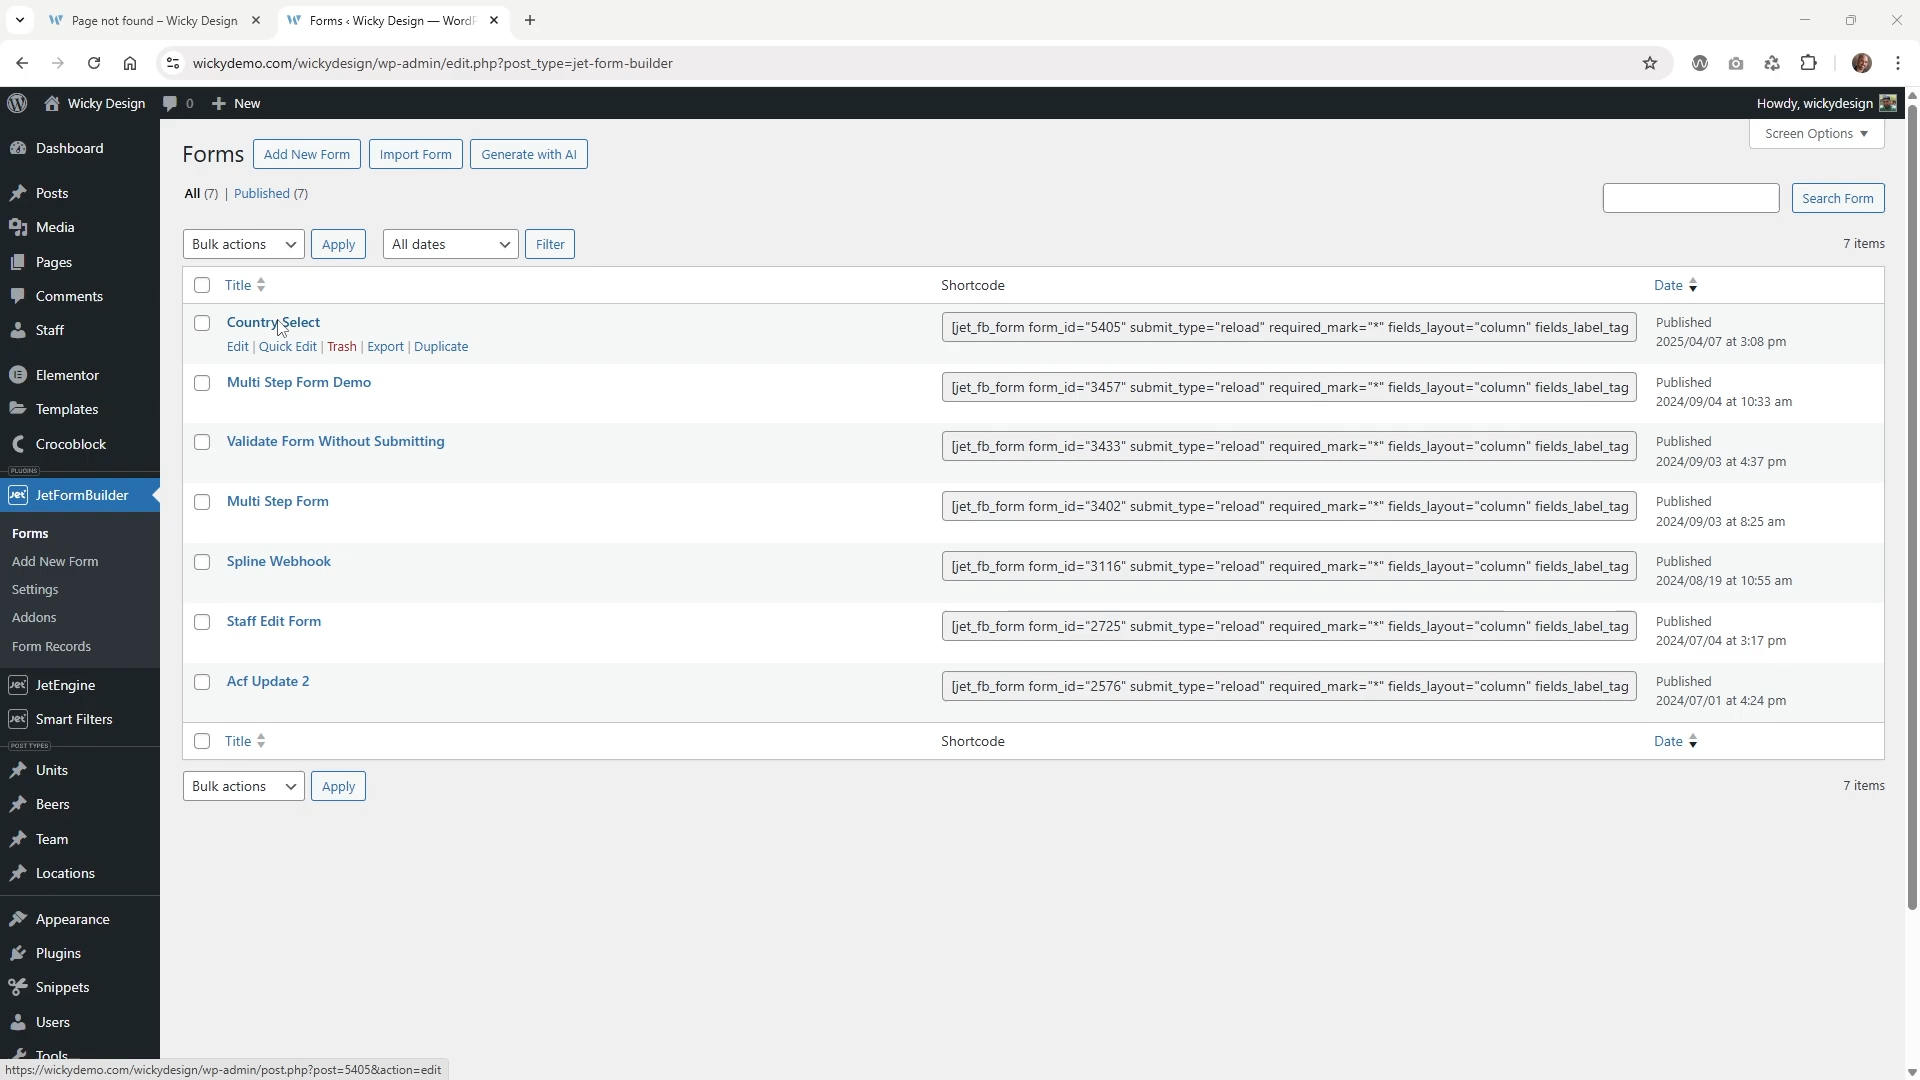 Page not found – Wicky Design
Forms ‹ Wicky Design — WordP
wickydemo.com/wickydesign/wp-admin/edit.php?post_type=jet-form-builder
Wicky Design
0
New
Howdy, wickydesign
Dashboard
Posts
Media
Pages
Comments
Staff
Elementor
Templates
Crocoblock
PLUGINS
Jet JetFormBuilder
Forms
Add New Form
Settings
Addons
Form Records
Jet JetEngine
Jet Smart Filters
POST TYPES
Units
Beers
Team
Locations
Appearance
Plugins
Snippets
Users
Tools
Screen Options
Forms Add New Form Import Form Generate with AI
All (7) | Published (7)
Search Form
Bulk actions Apply All dates Filter 7 items
Title Shortcode Date
Country Select
Edit | Quick Edit | Trash | Export | Duplicate
[jet_fb_form form_id="5405" submit_type="reload" required_mark="*" fields_layout="column" fields_label_tag
Published
2025/04/07 at 3:08 pm
Multi Step Form Demo
[jet_fb_form form_id="3457" submit_type="reload" required_mark="*" fields_layout="column" fields_label_tag
Published
2024/09/04 at 10:33 am
Validate Form Without Submitting
[jet_fb_form form_id="3433" submit_type="reload" required_mark="*" fields_layout="column" fields_label_tag
Published
2024/09/03 at 4:37 pm
Multi Step Form
[jet_fb_form form_id="3402" submit_type="reload" required_mark="*" fields_layout="column" fields_label_tag
Published
2024/09/03 at 8:25 am
Spline Webhook
[jet_fb_form form_id="3116" submit_type="reload" required_mark="*" fields_layout="column" fields_label_tag
Published
2024/08/19 at 10:55 am
Staff Edit Form
[jet_fb_form form_id="2725" submit_type="reload" required_mark="*" fields_layout="column" fields_label_tag
Published
2024/07/04 at 3:17 pm
Acf Update 2
[jet_fb_form form_id="2576" submit_type="reload" required_mark="*" fields_layout="column" fields_label_tag
Published
2024/07/01 at 4:24 pm
Title Shortcode Date
Bulk actions Apply 7 items
https://wickydemo.com/wickydesign/wp-admin/post.php?post=5405&action=edit